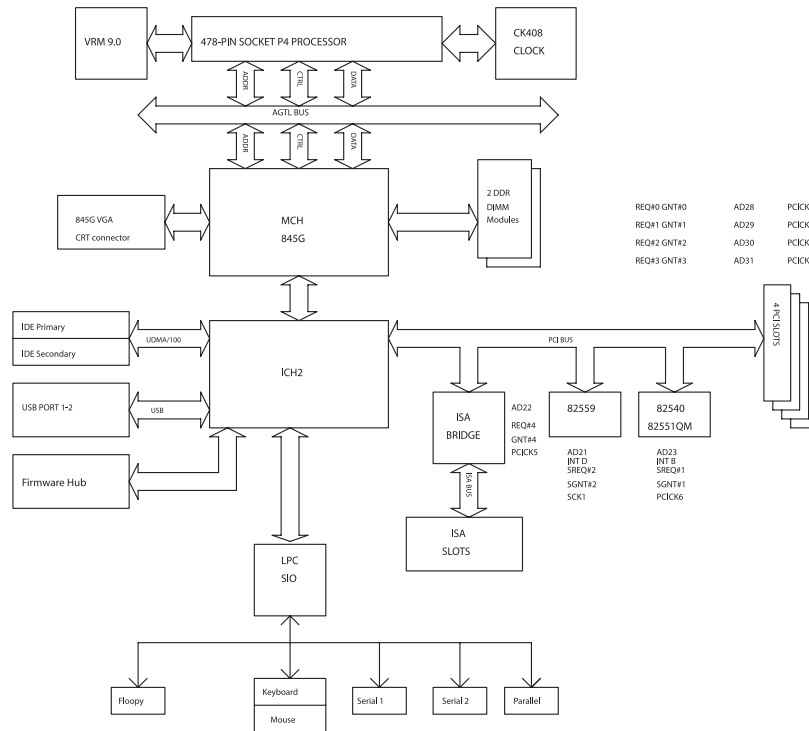 VRM 9.0
478-PIN SOCKET P4 PROCESSOR
CK408
CLOCK
ADDR
CTRL
DATA
AGTL BUS
ADDR
CTRL
DATA
845G VGA
CRT connector
MCH
845G
2 DDR
DIMM
Modules
REQ#0 GNT#0 AD28 PCICK
REQ#1 GNT#1 AD29 PCICK
REQ#2 GNT#2 AD30 PCICK
REQ#3 GNT#3 AD31 PCICK
IDE Primary
IDE Secondary
UDMA/100
ICH2
PCI BUS
4 PCI SLOTS
USB PORT 1-2
USB
Firmware Hub
ISA
BRIDGE
AD22
REQ#4
GNT#4
PCICK5
82559
AD21
INT D
SREQ#2
SGNT#2
SCK1
82540
82551QM
AD23
INT B
SREQ#1
SGNT#1
PCICK6
ISA BUS
ISA
SLOTS
LPC
SIO
Floopy
Keyboard
Mouse
Serial 1
Serial 2
Parallel